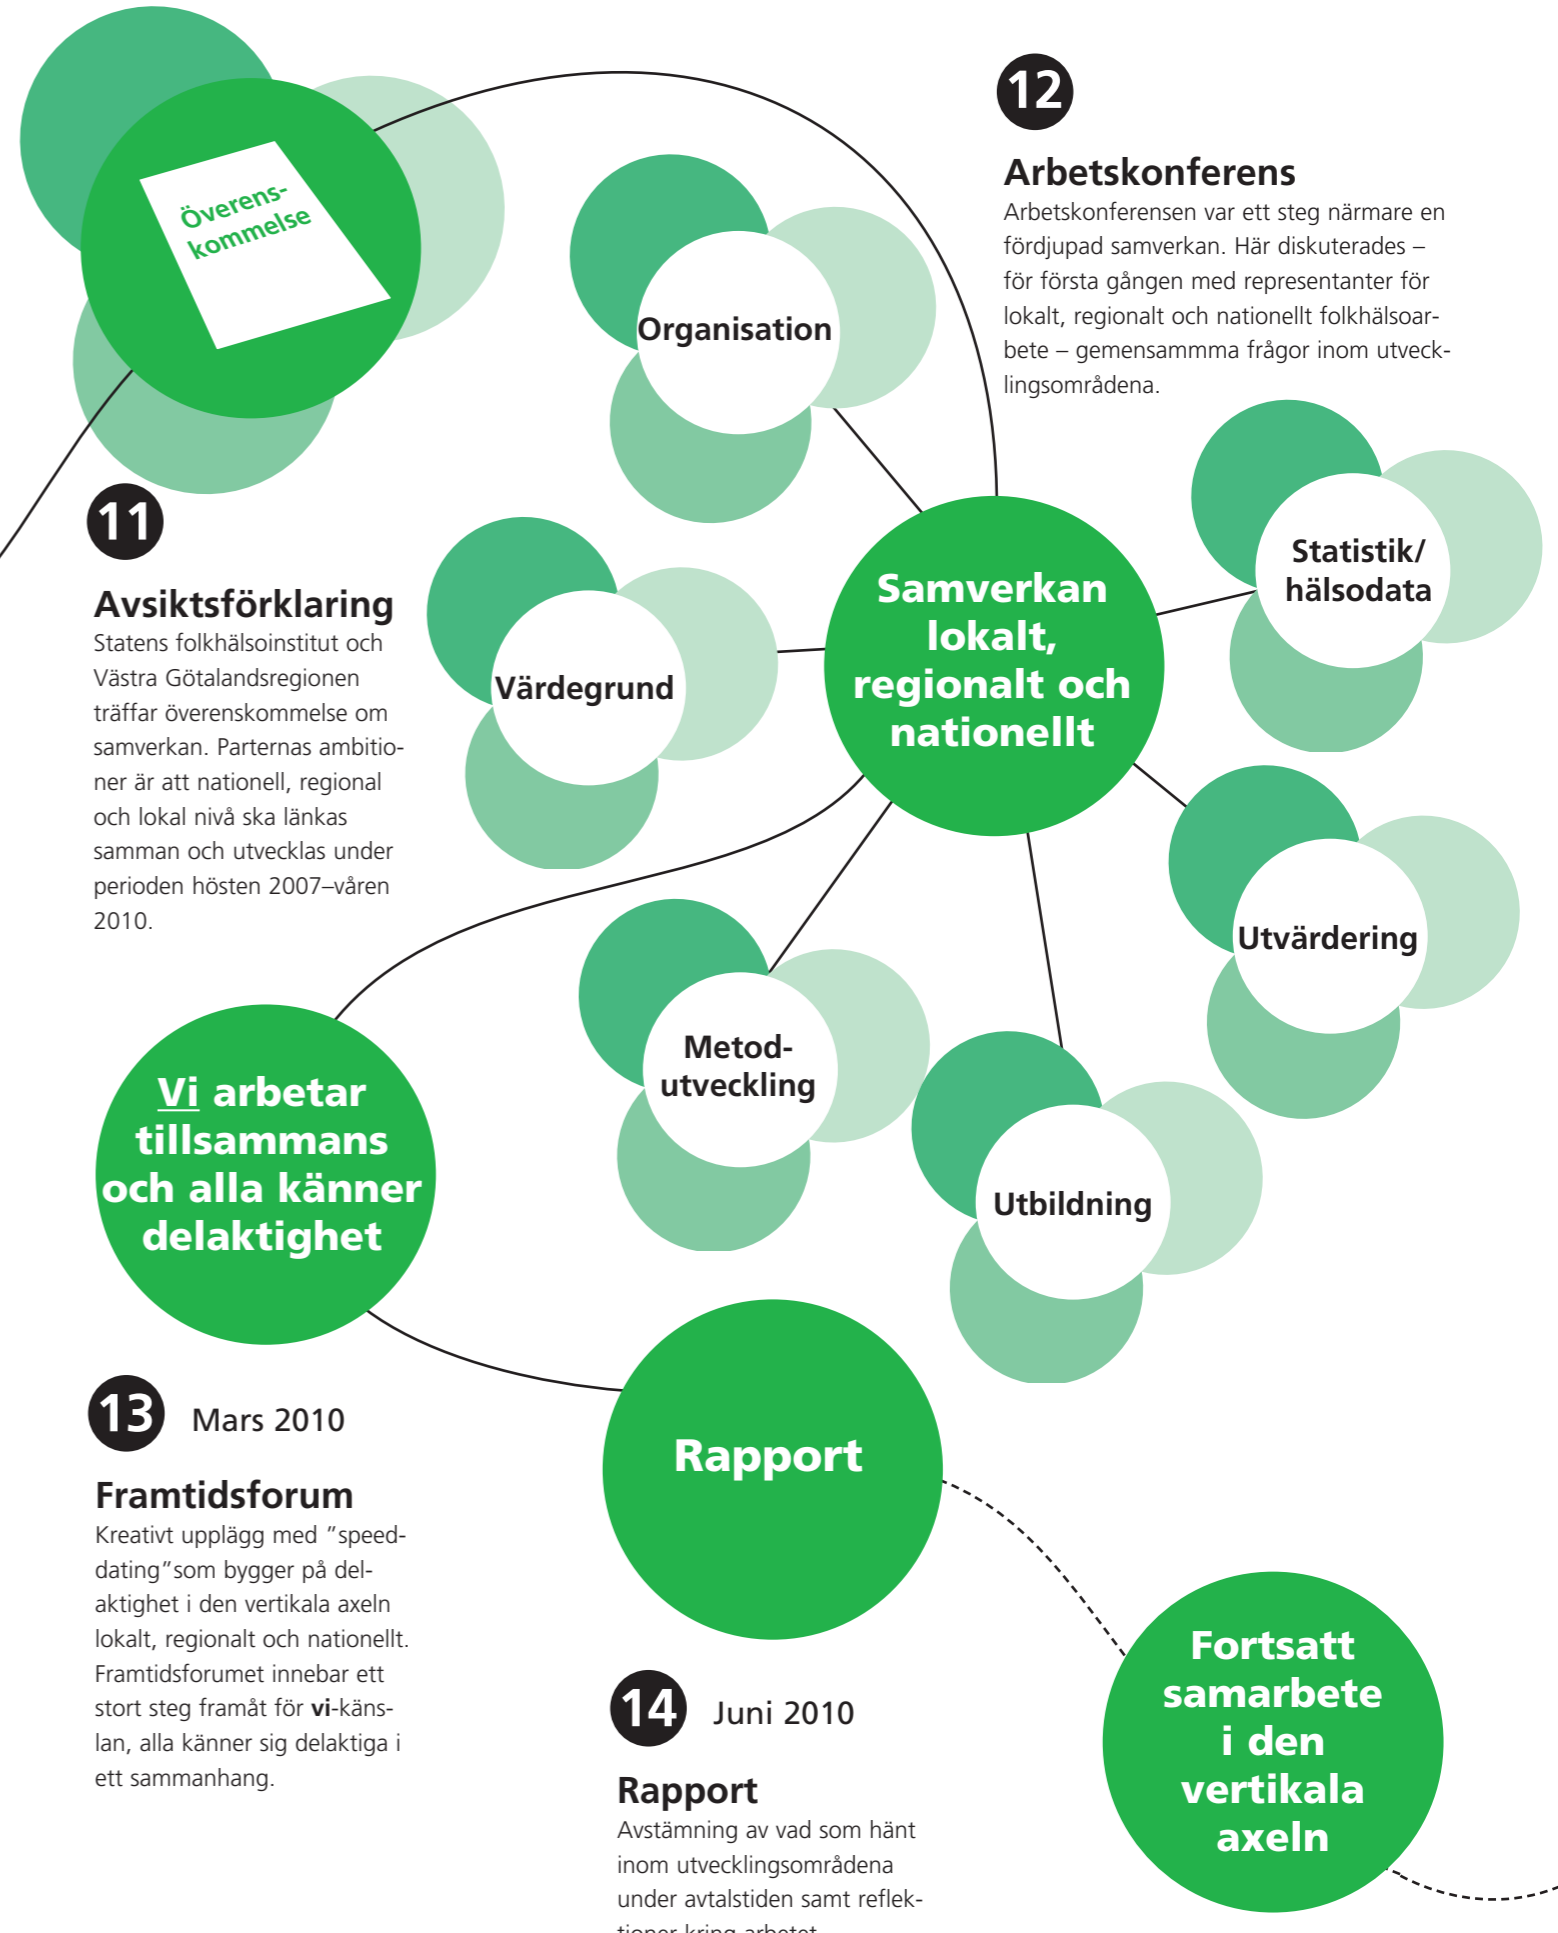 Överens-
kommelse
11
Avsiktsförklaring
Statens folkhälsoinstitut och
Västra Götalandsregionen
träffar överenskommelse om
samverkan. Parternas ambitio-
ner är att nationell, regional
och lokal nivå ska länkas
samman och utvecklas under
perioden hösten 2007–våren
2010.
12
Arbetskonferens
Arbetskonferensen var ett steg närmare en
fördjupad samverkan. Här diskuterades –
för första gången med representanter för
lokalt, regionalt och nationellt folkhälsoar-
bete – gemensammma frågor inom utveck-
lingsområdena.
Organisation
Värdegrund
Samverkan
lokalt,
regionalt och
nationellt
Statistik/
hälsodata
Utvärdering
Metod-
utveckling
Utbildning
Vi arbetar
tillsammans
och alla känner
delaktighet
13 Mars 2010
Framtidsforum
Kreativt upplägg med ”speed-
dating”som bygger på del-
aktighet i den vertikala axeln
lokalt, regionalt och nationellt.
Framtidsforumet innebar ett
stort steg framåt för vi-käns-
lan, alla känner sig delaktiga i
ett sammanhang.
Rapport
14 Juni 2010
Rapport
Avstämning av vad som hänt
inom utvecklingsområdena
under avtalstiden samt reflek-
tioner kring arbetet
Fortsatt
samarbete
i den
vertikala
axeln